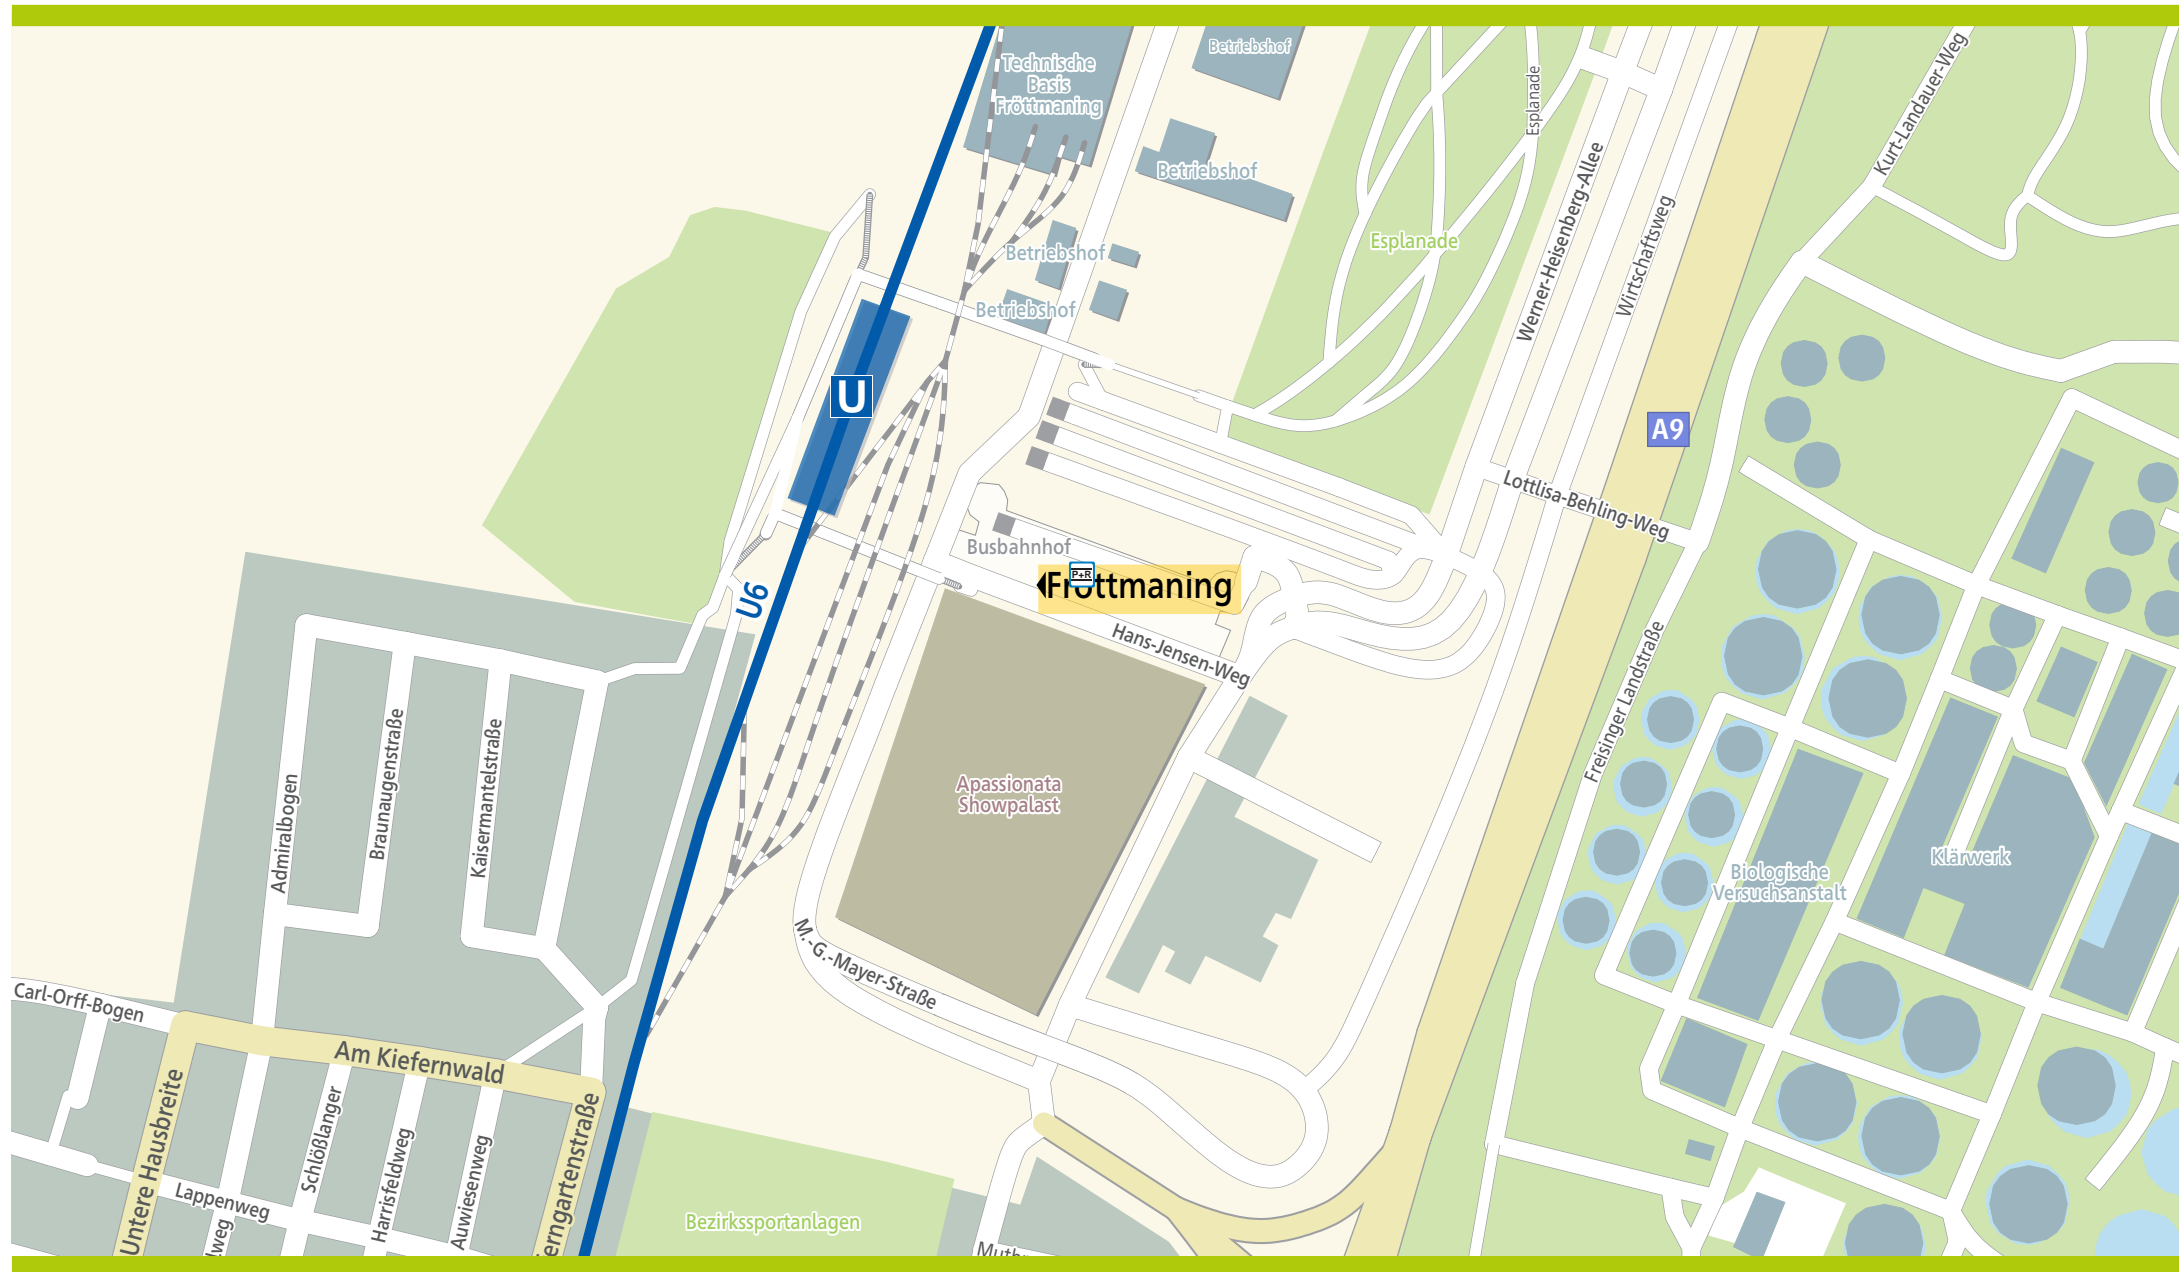 Technische
Basis
Fröttmaning
Betriebshof
Betriebshof
Betriebshof
Betriebshof
Esplanade
Esplanade
Werner-Heisenberg-Allee
Wirtschaftsweg
Kurt-Landauer-Weg
U
A9
Lottlisa-Behling-Weg
Busbahnhof
P+R
Fröttmaning
U6
Hans-Jensen-Weg
Freisinger Landstraße
Admiralbogen
Braunaugenstraße
Kaisermantelstraße
Apassionata
Showpalast
Biologische
Versuchsanstalt
Klärwerk
M.-G.-Mayer-Straße
Carl-Orff-Bogen
Am Kiefernwald
Untere Hausbreite
Schlößlanger
Harrisfeldweg
Auwiesenweg
Lappenweg
lweg
erngartenstraße
Bezirkssportanlagen